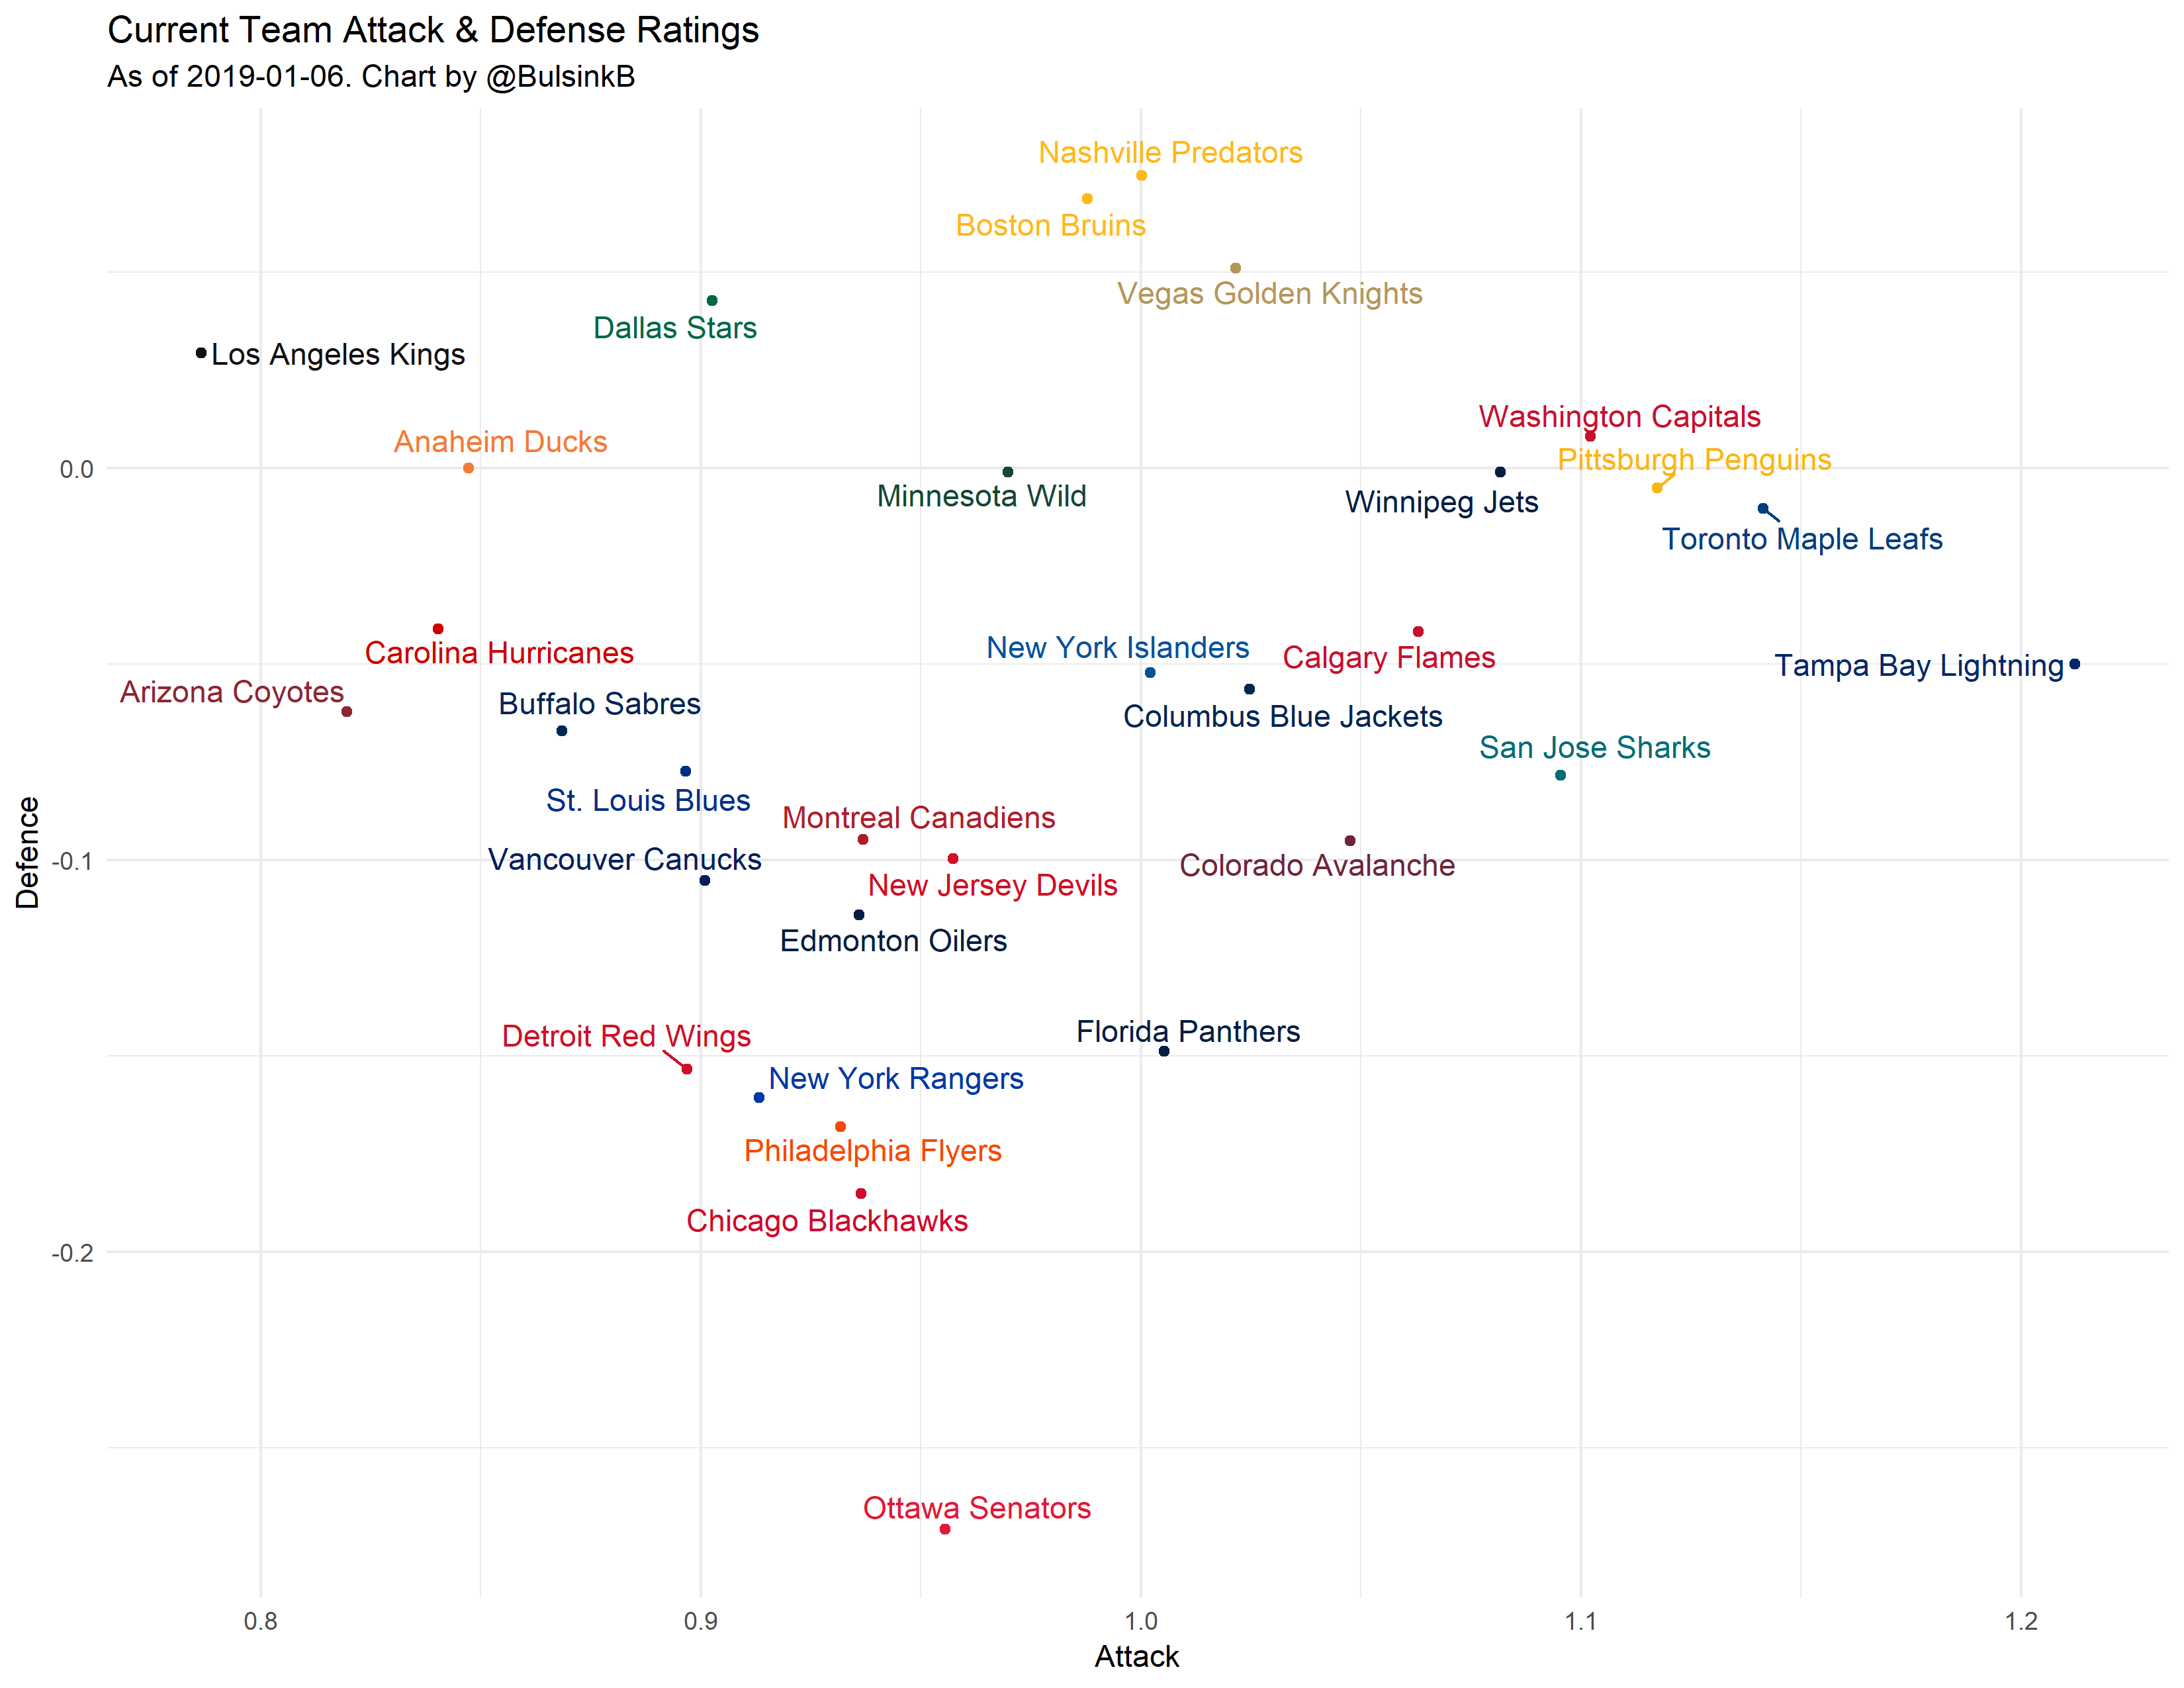 Current Team Attack & Defense Ratings
As of 2019-01-06. Chart by @BulsinkB
Nashville Predators
Boston Bruins
Vegas Golden Knights
Dallas Stars
Los Angeles Kings
Washington Capitals
Anaheim Ducks
Pittsburgh Penguins
0.0
Minnesota Wild
Winnipeg Jets
Toronto Maple Leafs
New York Islanders
Carolina Hurricanes
Calgary Flames
Tampa Bay Lightning
Arizona Coyotes
Buffalo Sabres
Columbus Blue Jackets
San Jose Sharks
St. Louis Blues
Montreal Canadiens
Defence
-0.1
Vancouver Canucks
Colorado Avalanche
New Jersey Devils
Edmonton Oilers
Florida Panthers
Detroit Red Wings
New York Rangers
Philadelphia Flyers
Chicago Blackhawks
-0.2
Ottawa Senators
0.8
0.9
1.0
1.1
1.2
Attack